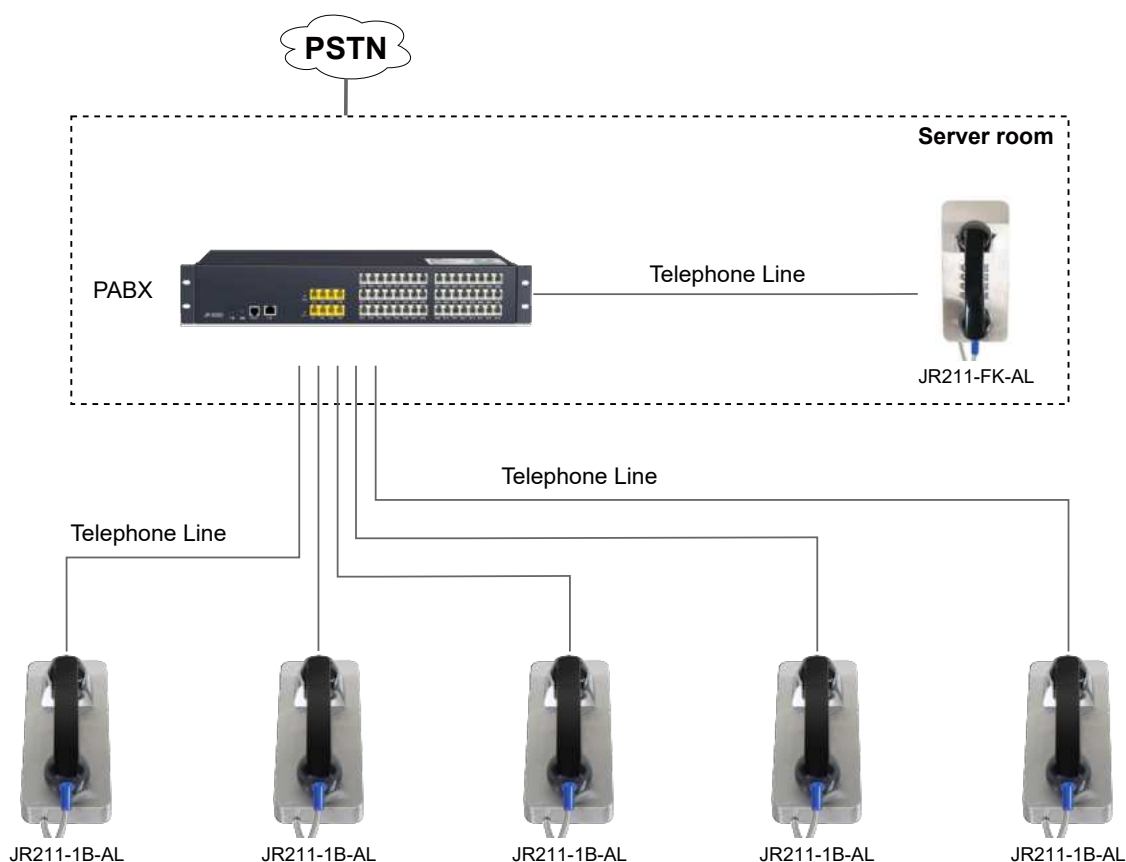 PSTN
Server room
PABX
Telephone Line
JR211-FK-AL
Telephone Line
Telephone Line
JR211-1B-AL
JR211-1B-AL
JR211-1B-AL
JR211-1B-AL
JR211-1B-AL